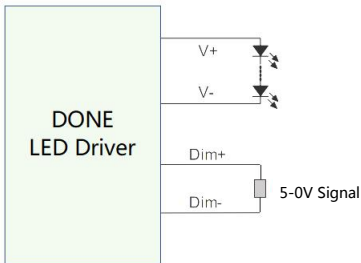 V+
V-
DONE
LED Driver
Dim+
5-0V Signal
Dim-